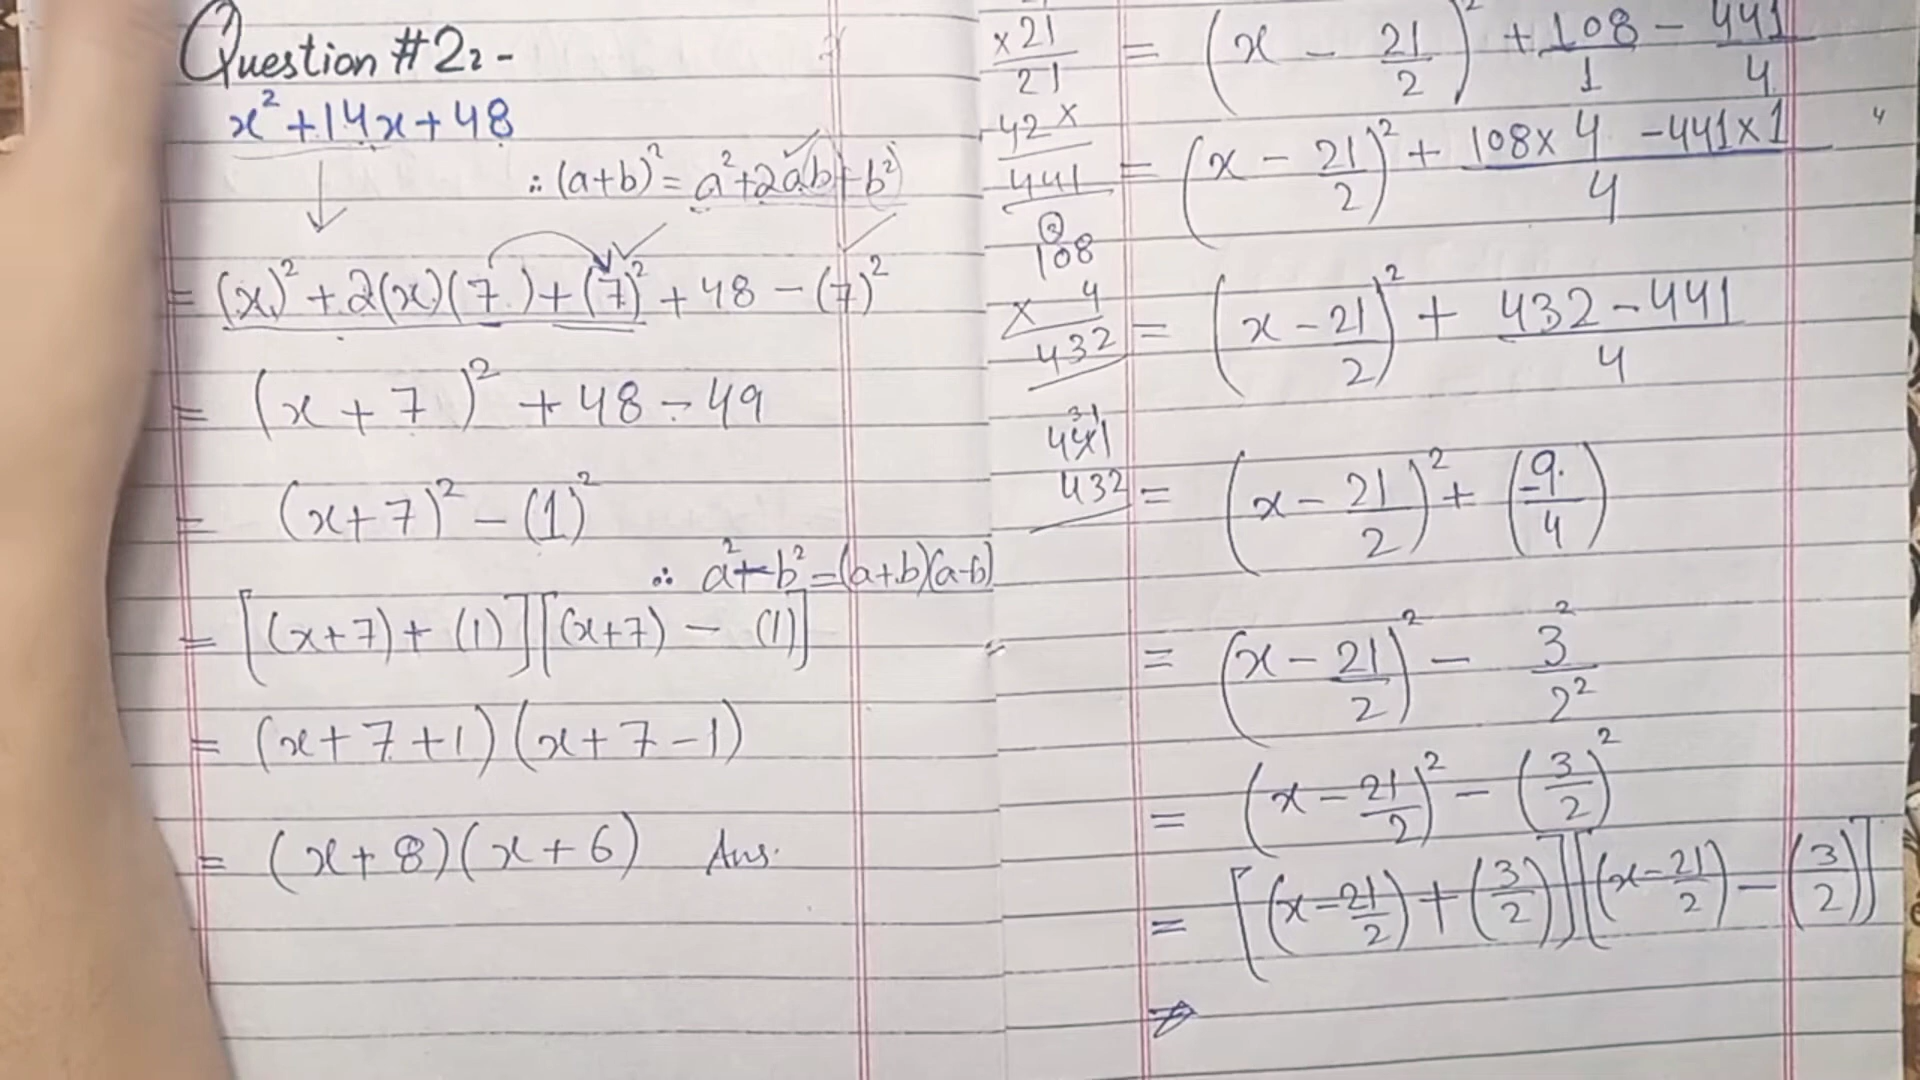 Question #2:-
x² + 14x + 48
∴ (a+b)² = a² + 2ab + b²
= (x)² + 2(x)(7) + (7)² + 48 - (7)²
= (x + 7)² + 48 - 49
= (x+7)² - (1)²
∴ a² - b² = (a+b)(a-b)
= [(x+7) + (1)][(x+7) - (1)]
= (x+7+1)(x+7-1)
= (x+8)(x+6) Ans.
×21
21
42×
441
108
× 4
432
441
432
= (x - 21/2)² + 108/1 - 441/4
= (x - 21/2)² + 108×4 - 441×1 / 4
= (x - 21/2)² + 432 - 441 / 4
= (x - 21/2)² + (-9/4)
= (x - 21/2)² - 3²/2²
= (x - 21/2)² - (3/2)²
= [(x - 21/2) + (3/2)][(x - 21/2) - (3/2)]
⇒